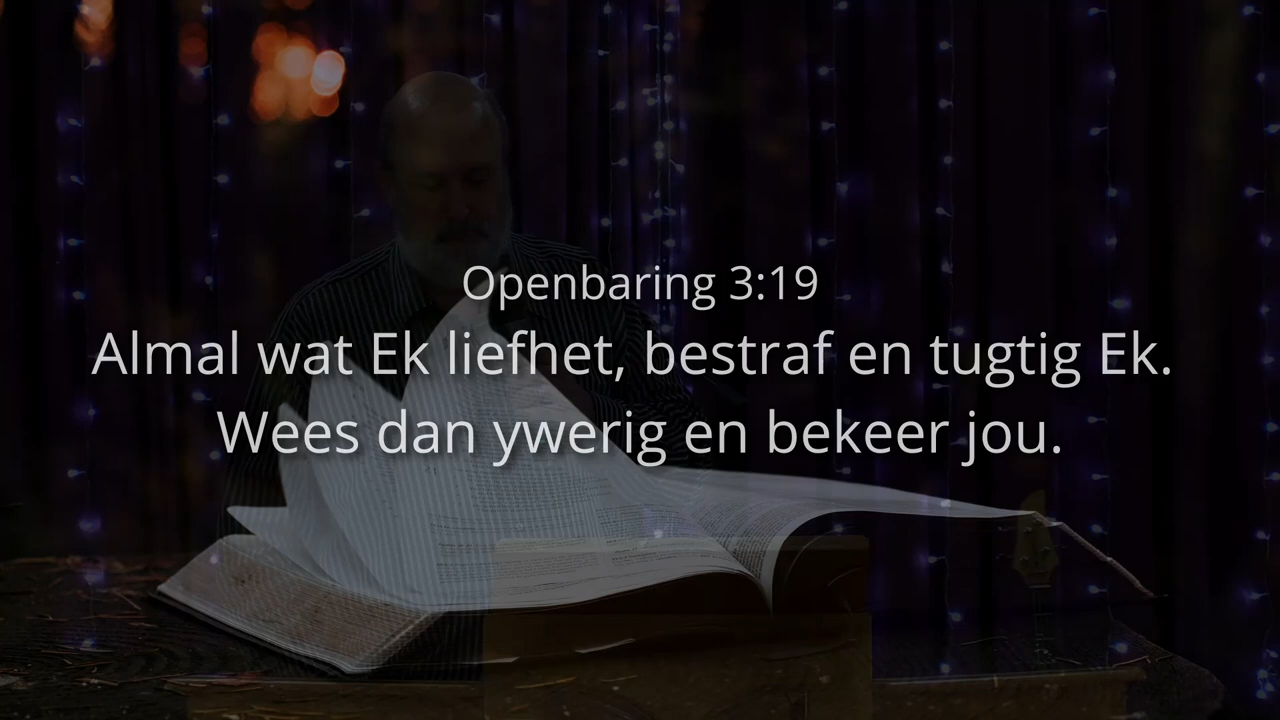 Openbaring 3:19
Almal wat Ek liefhet, bestraf en tugtig Ek.
Wees dan ywerig en bekeer jou.